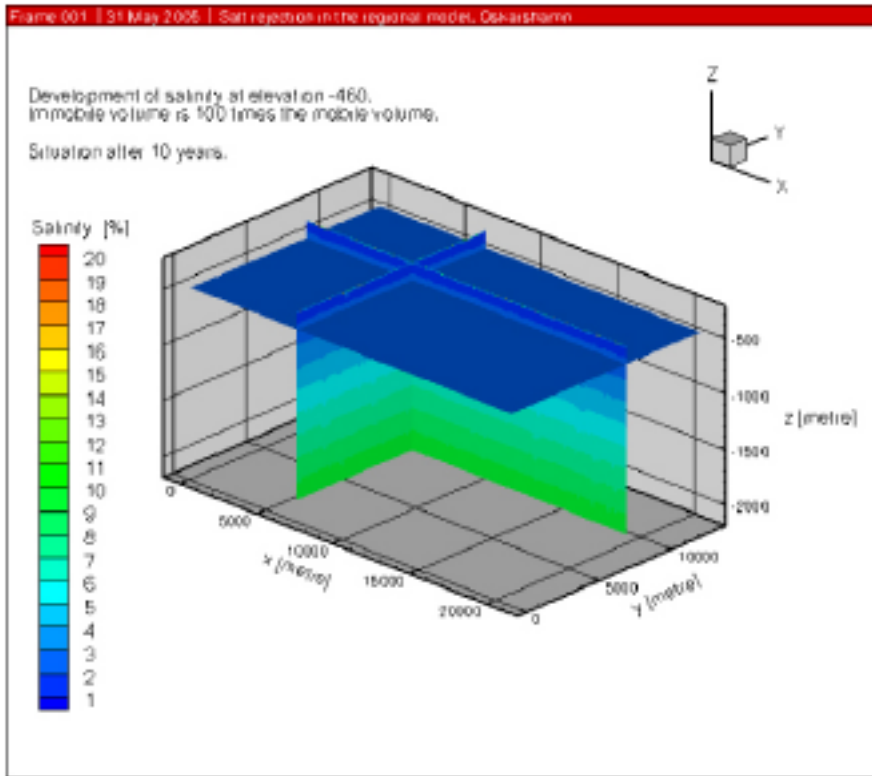 Frame 001 | 31 May 2005 | Salt rejection in the regional model, Oskarshamn
Development of salinity at elevation -460.
Immobile volume is 100 times the mobile volume.
Situation after 10 years.
Z
Y
X
Salinity [%]
20
19
18
17
16
15
14
13
12
11
10
9
8
7
6
5
4
3
2
1
-500
-1000
-1500
-2000
z [metre]
0
5000
10000
15000
20000
x [metre]
0
5000
10000
y [metre]